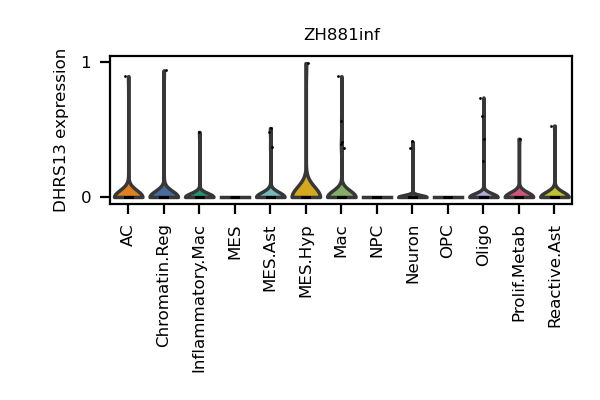 ZH881inf
DHRS13 expression
1
0
AC
Chromatin.Reg
Inflammatory.Mac
MES
MES.Ast
MES.Hyp
Mac
NPC
Neuron
OPC
Oligo
Prolif.Metab
Reactive.Ast